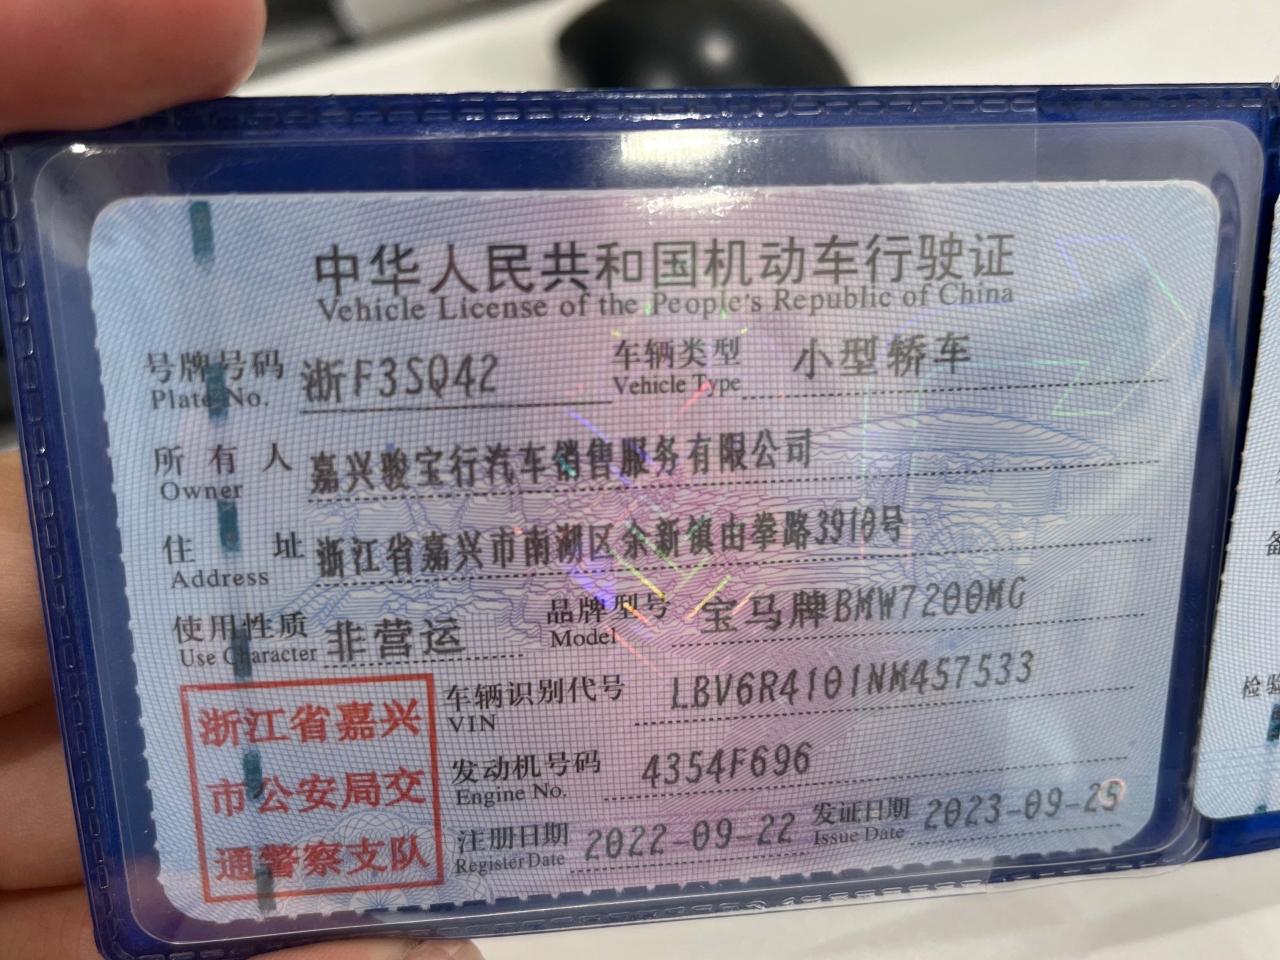 中华人民共和国机动车行驶证
Vehicle License of the People's Republic of China
号牌号码 浙F3SQ42 车辆类型 小型轿车
Plate No. Vehicle Type
所有人 嘉兴骏宝行汽车销售服务有限公司
Owner
住址 浙江省嘉兴市南湖区余新镇由拳路3910号
Address
使用性质 非营运 品牌型号 宝马牌BMW7200MG
Use Character Model
浙江省嘉兴
市公安局交
通警察支队
车辆识别代号 LBV6R4101NM457533
VIN
发动机号码 4354F696
Engine No.
注册日期 2022-09-22 发证日期 2023-09-25
Register Date Issue Date
备
检验